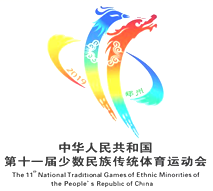 2019
郑州
中华人民共和国
第十一届少数民族传统体育运动会
The 11th National Traditional Games of Ethnic Minorities of
the People's Republic of China